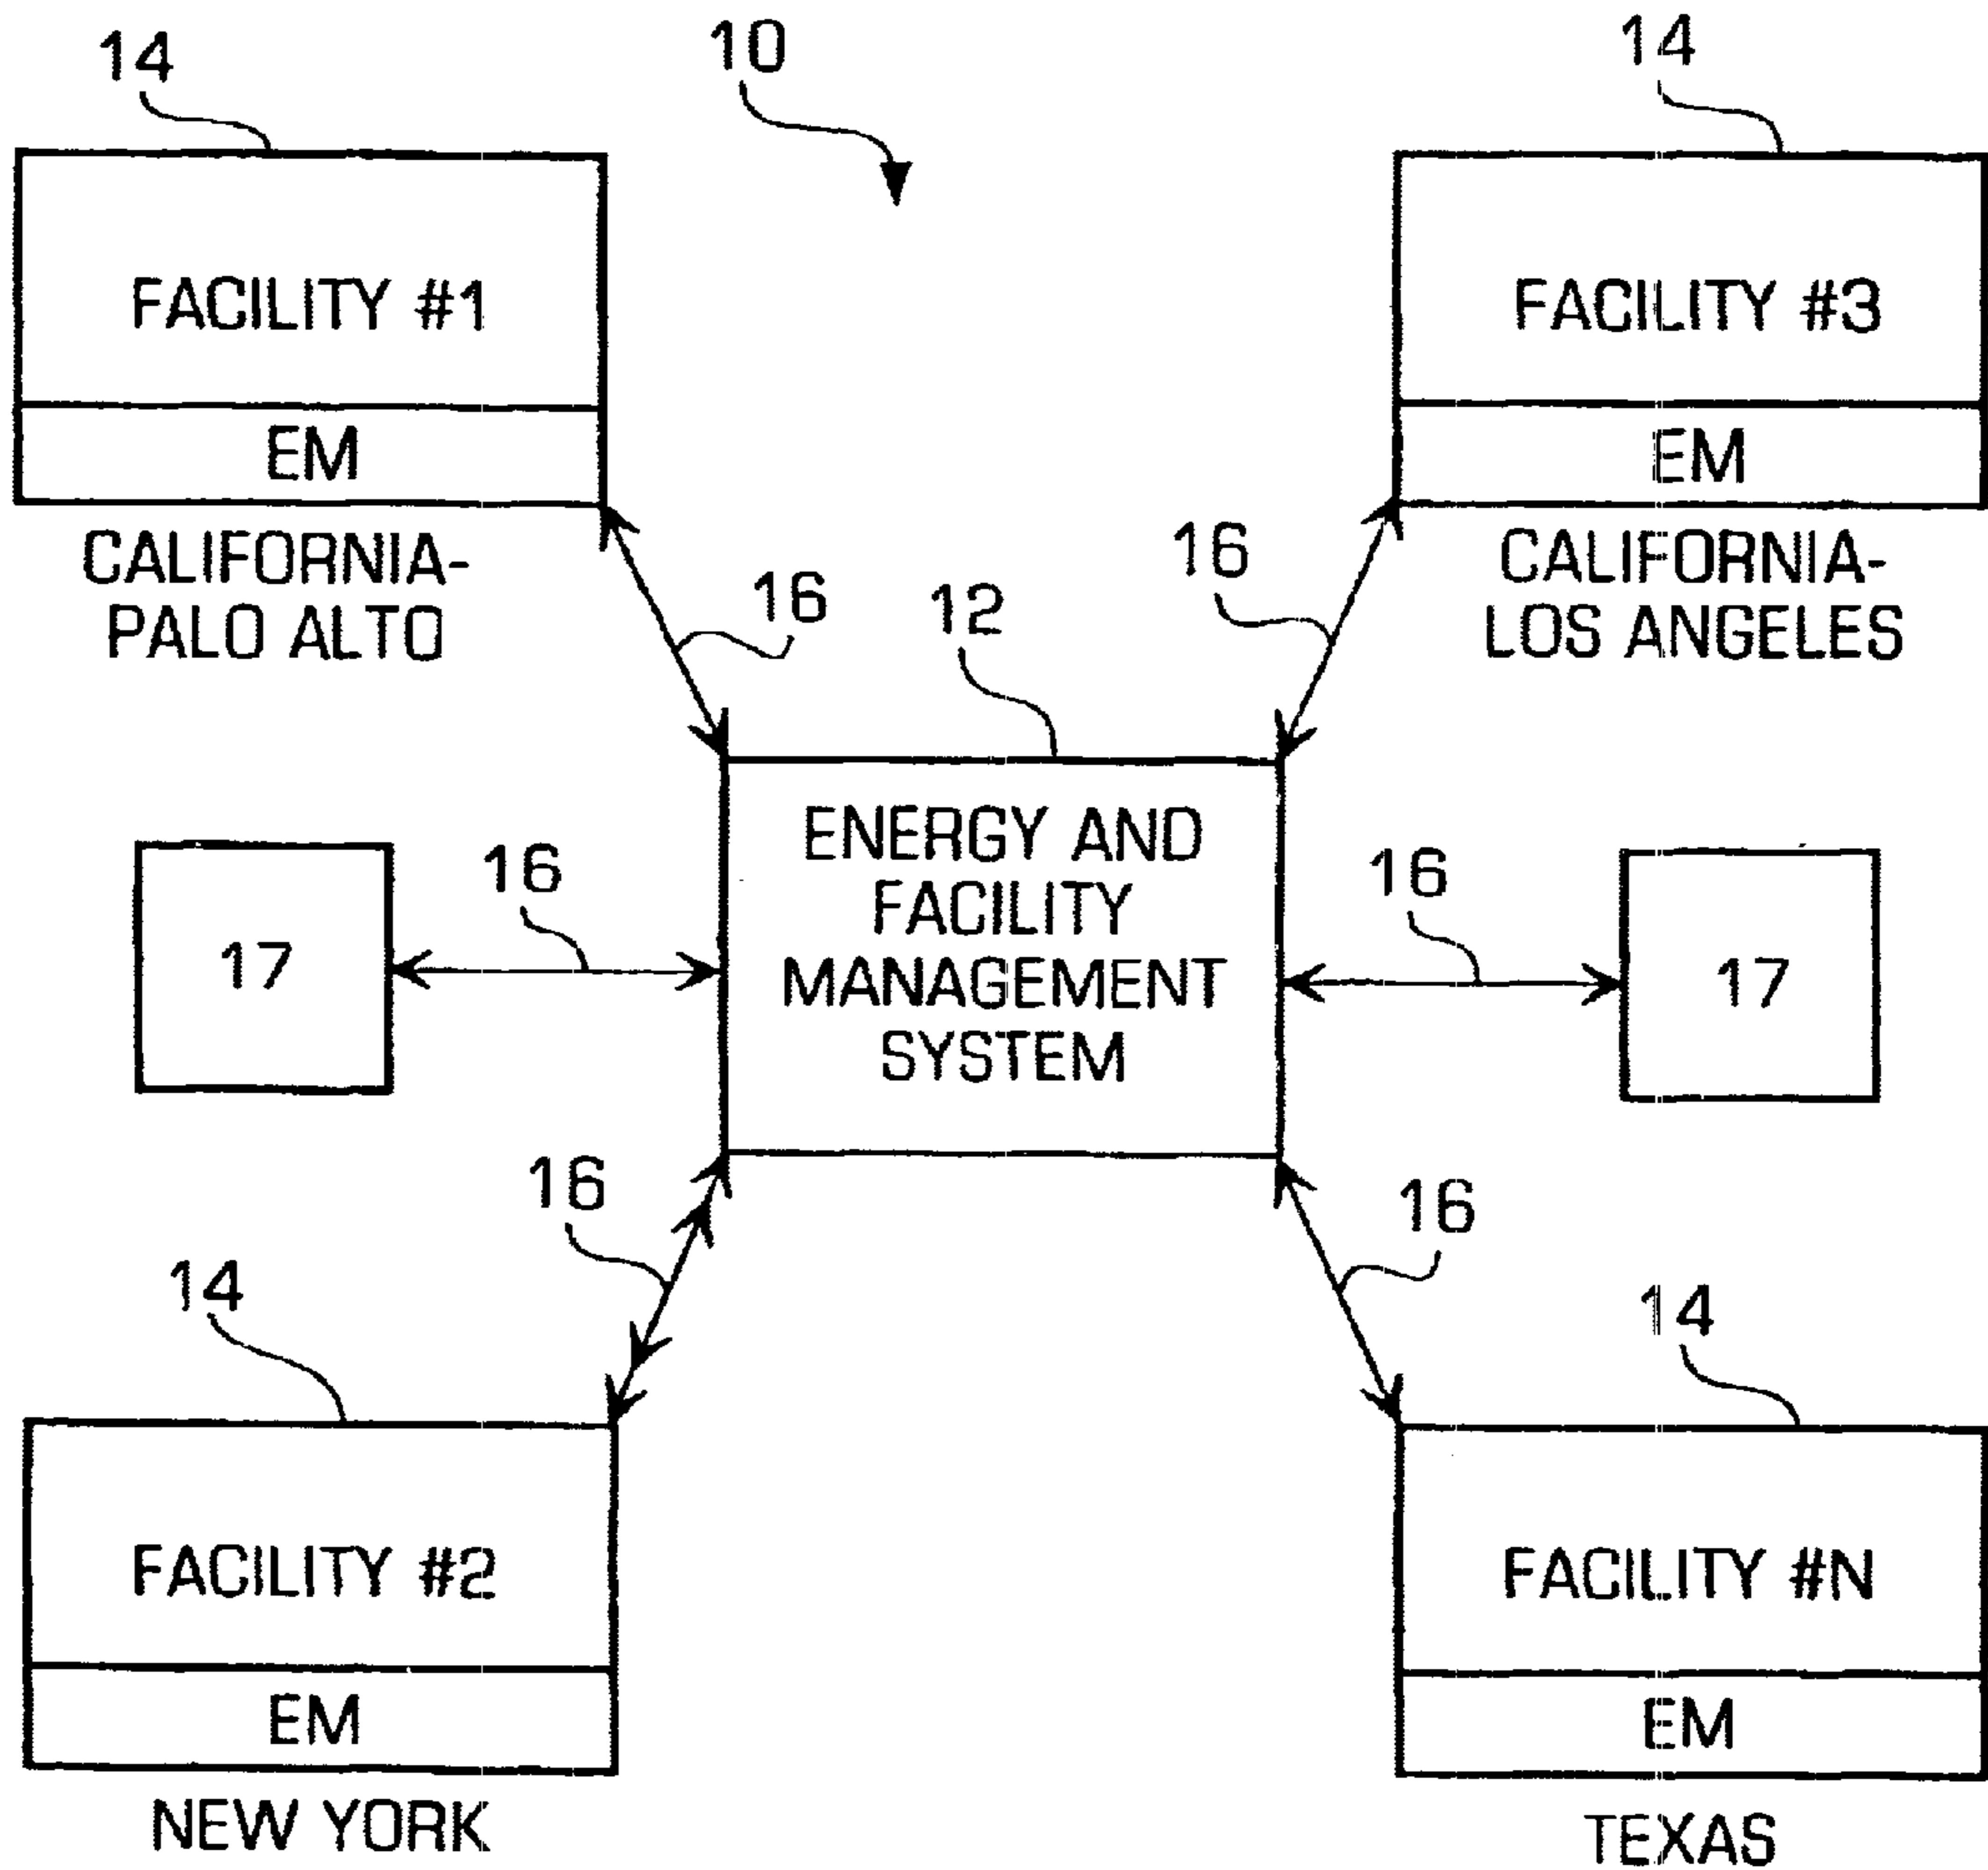 14
10
14
FACILITY #1
EM
CALIFORNIA-
PALO ALTO
FACILITY #3
EM
CALIFORNIA-
LOS ANGELES
16
12
16
ENERGY AND
FACILITY
MANAGEMENT
SYSTEM
17
16
16
17
16
16
14
14
FACILITY #2
EM
NEW YORK
FACILITY #N
EM
TEXAS